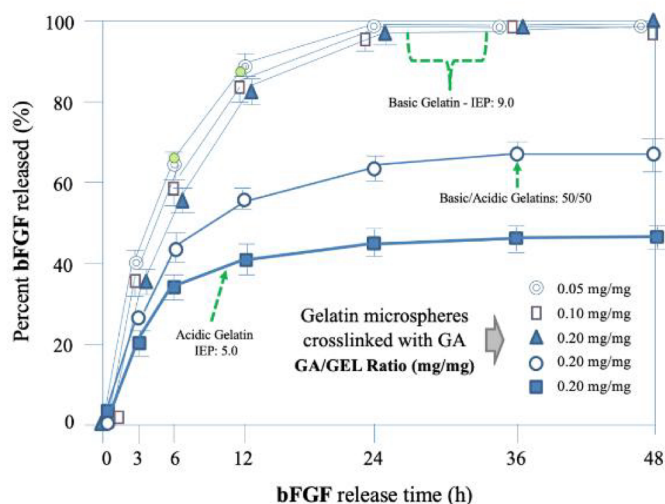 100
80
60
40
20
0
Percent bFGF released (%)
Basic Gelatin - IEP: 9.0
Basic/Acidic Gelatins: 50/50
Acidic Gelatin
IEP: 5.0
Gelatin microspheres
crosslinked with GA
GA/GEL Ratio (mg/mg)
0.05 mg/mg
0.10 mg/mg
0.20 mg/mg
0.20 mg/mg
0.20 mg/mg
0 3 6 12 24 36 48
bFGF release time (h)